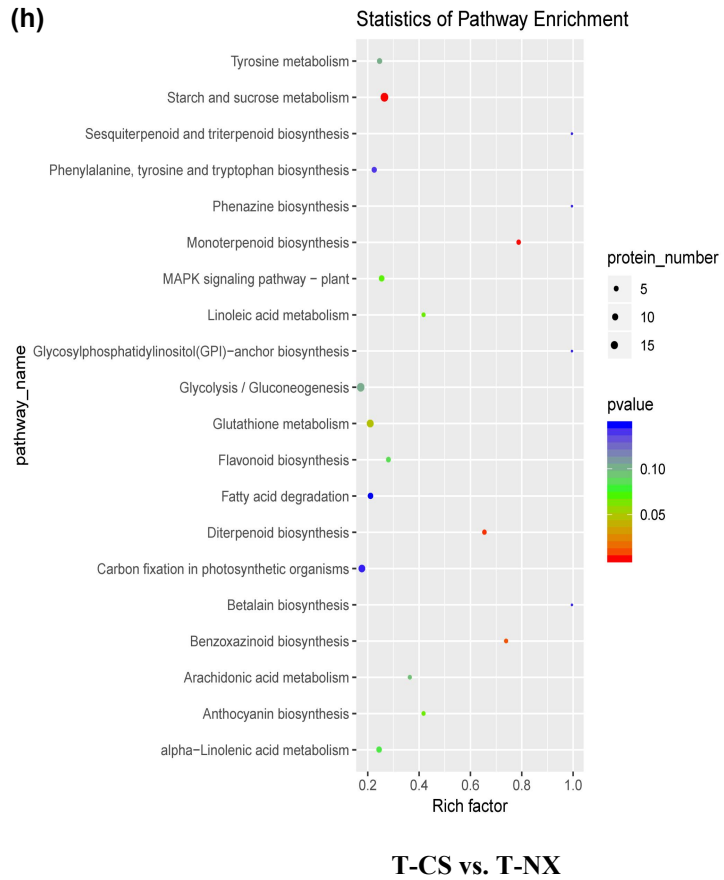 (h)
Statistics of Pathway Enrichment
Tyrosine metabolism
Starch and sucrose metabolism
Sesquiterpenoid and triterpenoid biosynthesis
Phenylalanine, tyrosine and tryptophan biosynthesis
Phenazine biosynthesis
Monoterpenoid biosynthesis
MAPK signaling pathway − plant
Linoleic acid metabolism
Glycosylphosphatidylinositol(GPI)−anchor biosynthesis
Glycolysis / Gluconeogenesis
Glutathione metabolism
Flavonoid biosynthesis
Fatty acid degradation
Diterpenoid biosynthesis
Carbon fixation in photosynthetic organisms
Betalain biosynthesis
Benzoxazinoid biosynthesis
Arachidonic acid metabolism
Anthocyanin biosynthesis
alpha−Linolenic acid metabolism
pathway_name
0.2 0.4 0.6 0.8 1.0
Rich factor
protein_number
5
10
15
pvalue
0.10
0.05
T-CS vs. T-NX